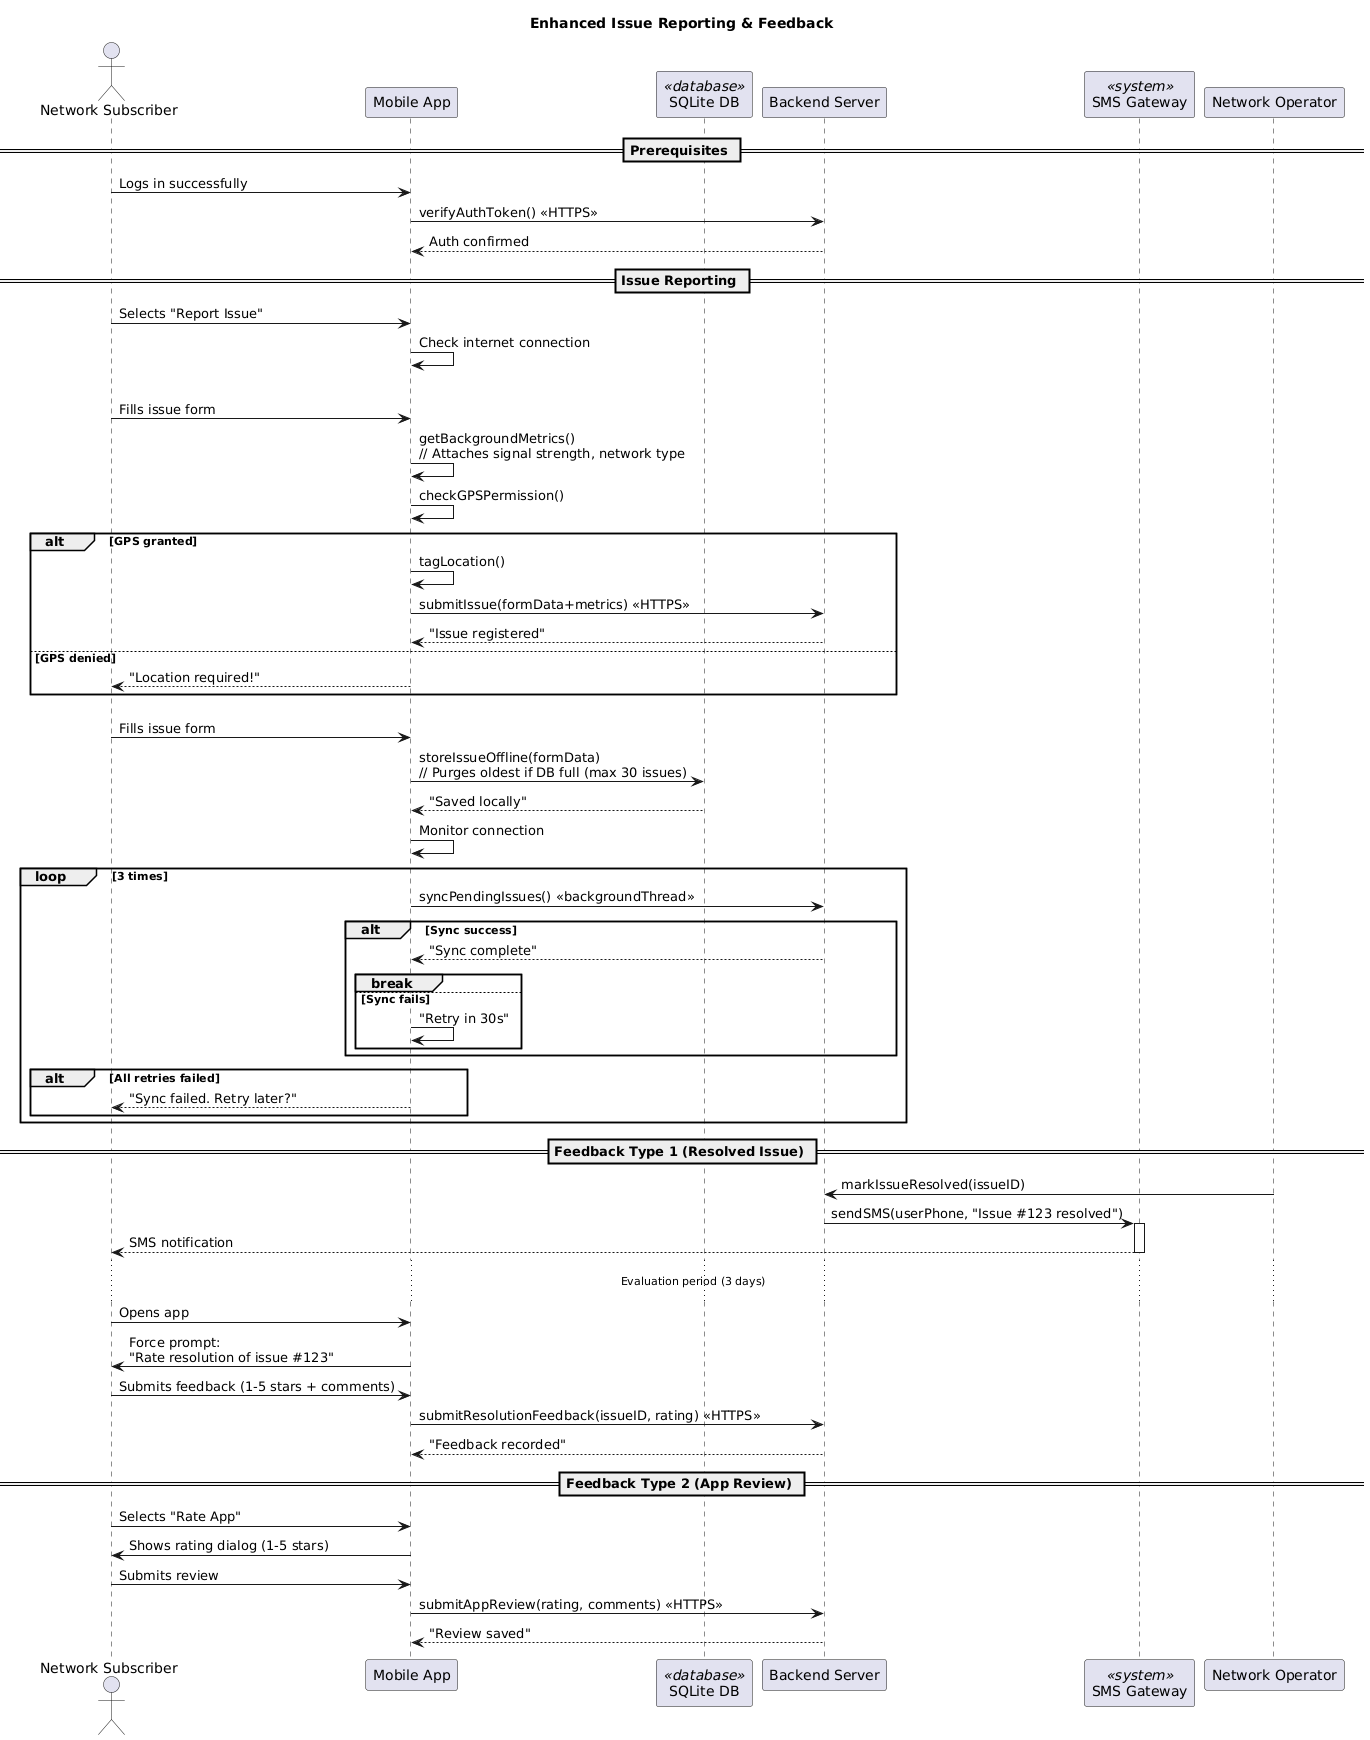 Enhanced Issue Reporting & Feedback
Network Subscriber
Mobile App
«database»
SQLite DB
Backend Server
«system»
SMS Gateway
Network Operator
Prerequisites
Logs in successfully
verifyAuthToken() «HTTPS»
Auth confirmed
Issue Reporting
Selects "Report Issue"
Check internet connection
Fills issue form
getBackgroundMetrics()
// Attaches signal strength, network type
checkGPSPermission()
alt [GPS granted]
tagLocation()
submitIssue(formData+metrics) «HTTPS»
"Issue registered"
[GPS denied]
"Location required!"
Fills issue form
storeIssueOffline(formData)
// Purges oldest if DB full (max 30 issues)
"Saved locally"
Monitor connection
loop [3 times]
syncPendingIssues() «backgroundThread»
alt [Sync success]
"Sync complete"
break
[Sync fails]
"Retry in 30s"
alt [All retries failed]
"Sync failed. Retry later?"
Feedback Type 1 (Resolved Issue)
markIssueResolved(issueID)
sendSMS(userPhone, "Issue #123 resolved")
SMS notification
Evaluation period (3 days)
Opens app
Force prompt:
"Rate resolution of issue #123"
Submits feedback (1-5 stars + comments)
submitResolutionFeedback(issueID, rating) «HTTPS»
"Feedback recorded"
Feedback Type 2 (App Review)
Selects "Rate App"
Shows rating dialog (1-5 stars)
Submits review
submitAppReview(rating, comments) «HTTPS»
"Review saved"
Network Subscriber
Mobile App
«database»
SQLite DB
Backend Server
«system»
SMS Gateway
Network Operator